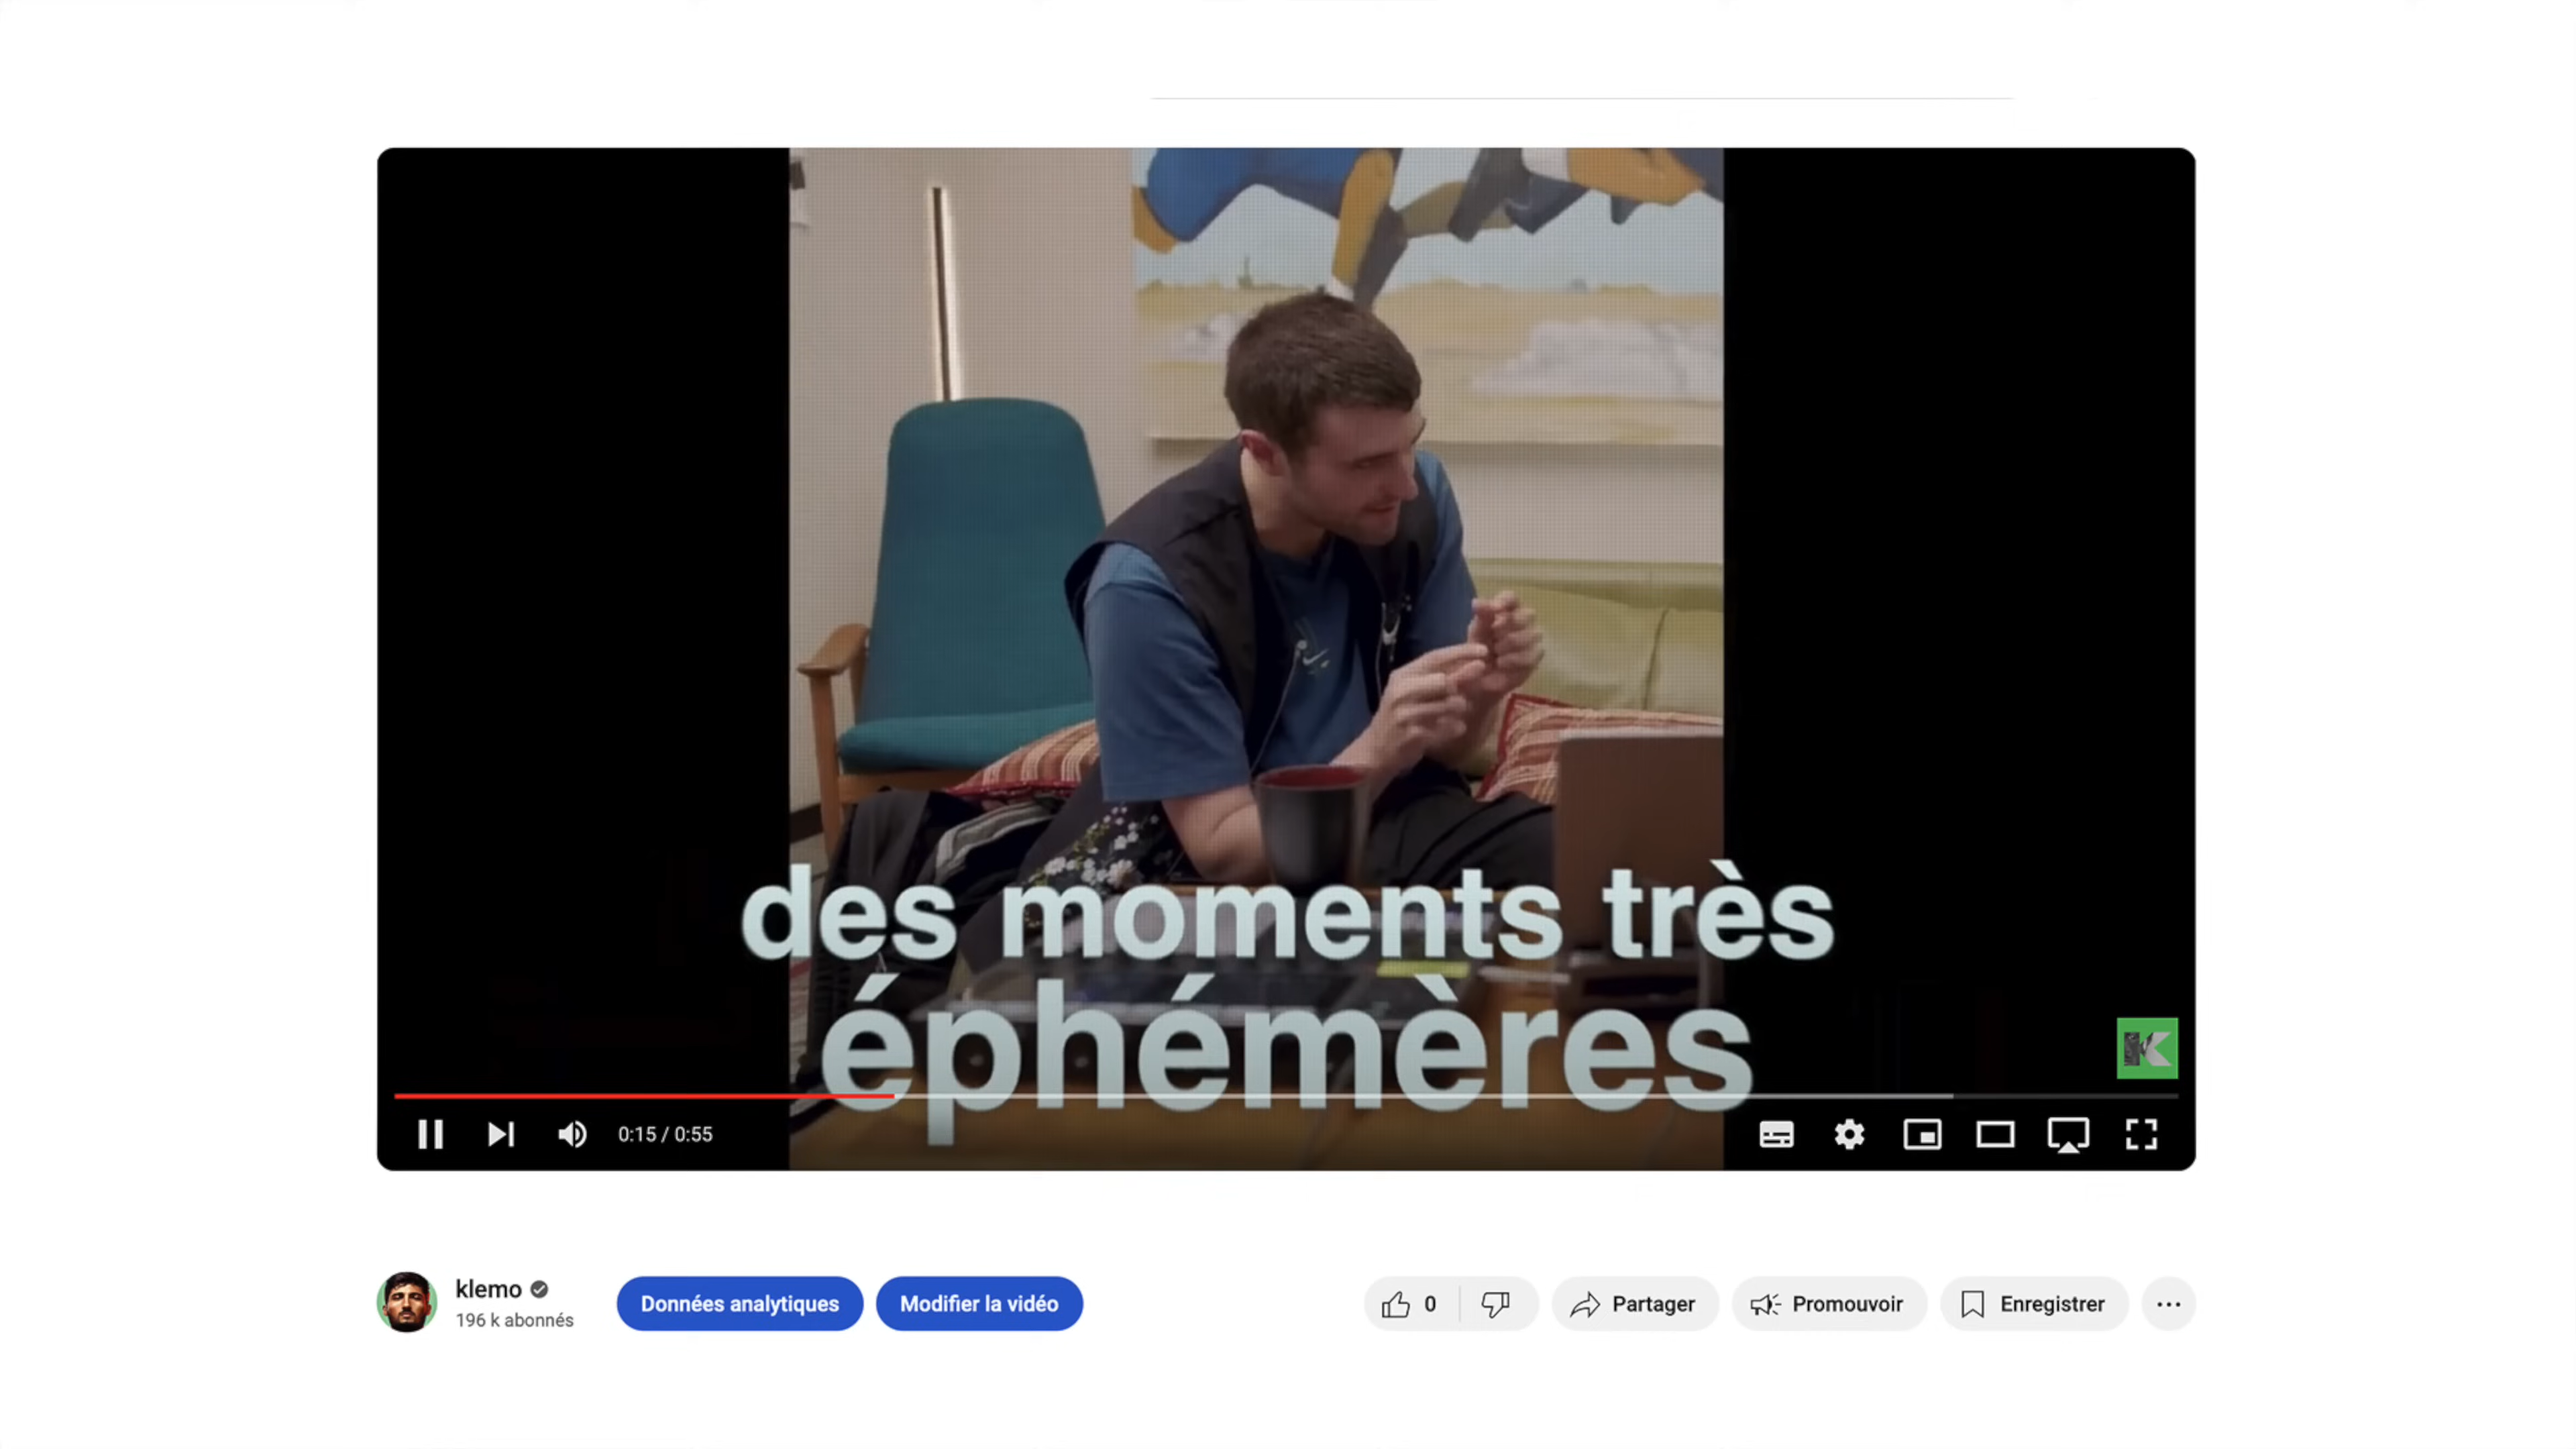 des moments très
éphémères
K
0:15 / 0:55
klemo
196 k abonnés
Données analytiques
Modifier la vidéo
0
Partager
Promouvoir
Enregistrer